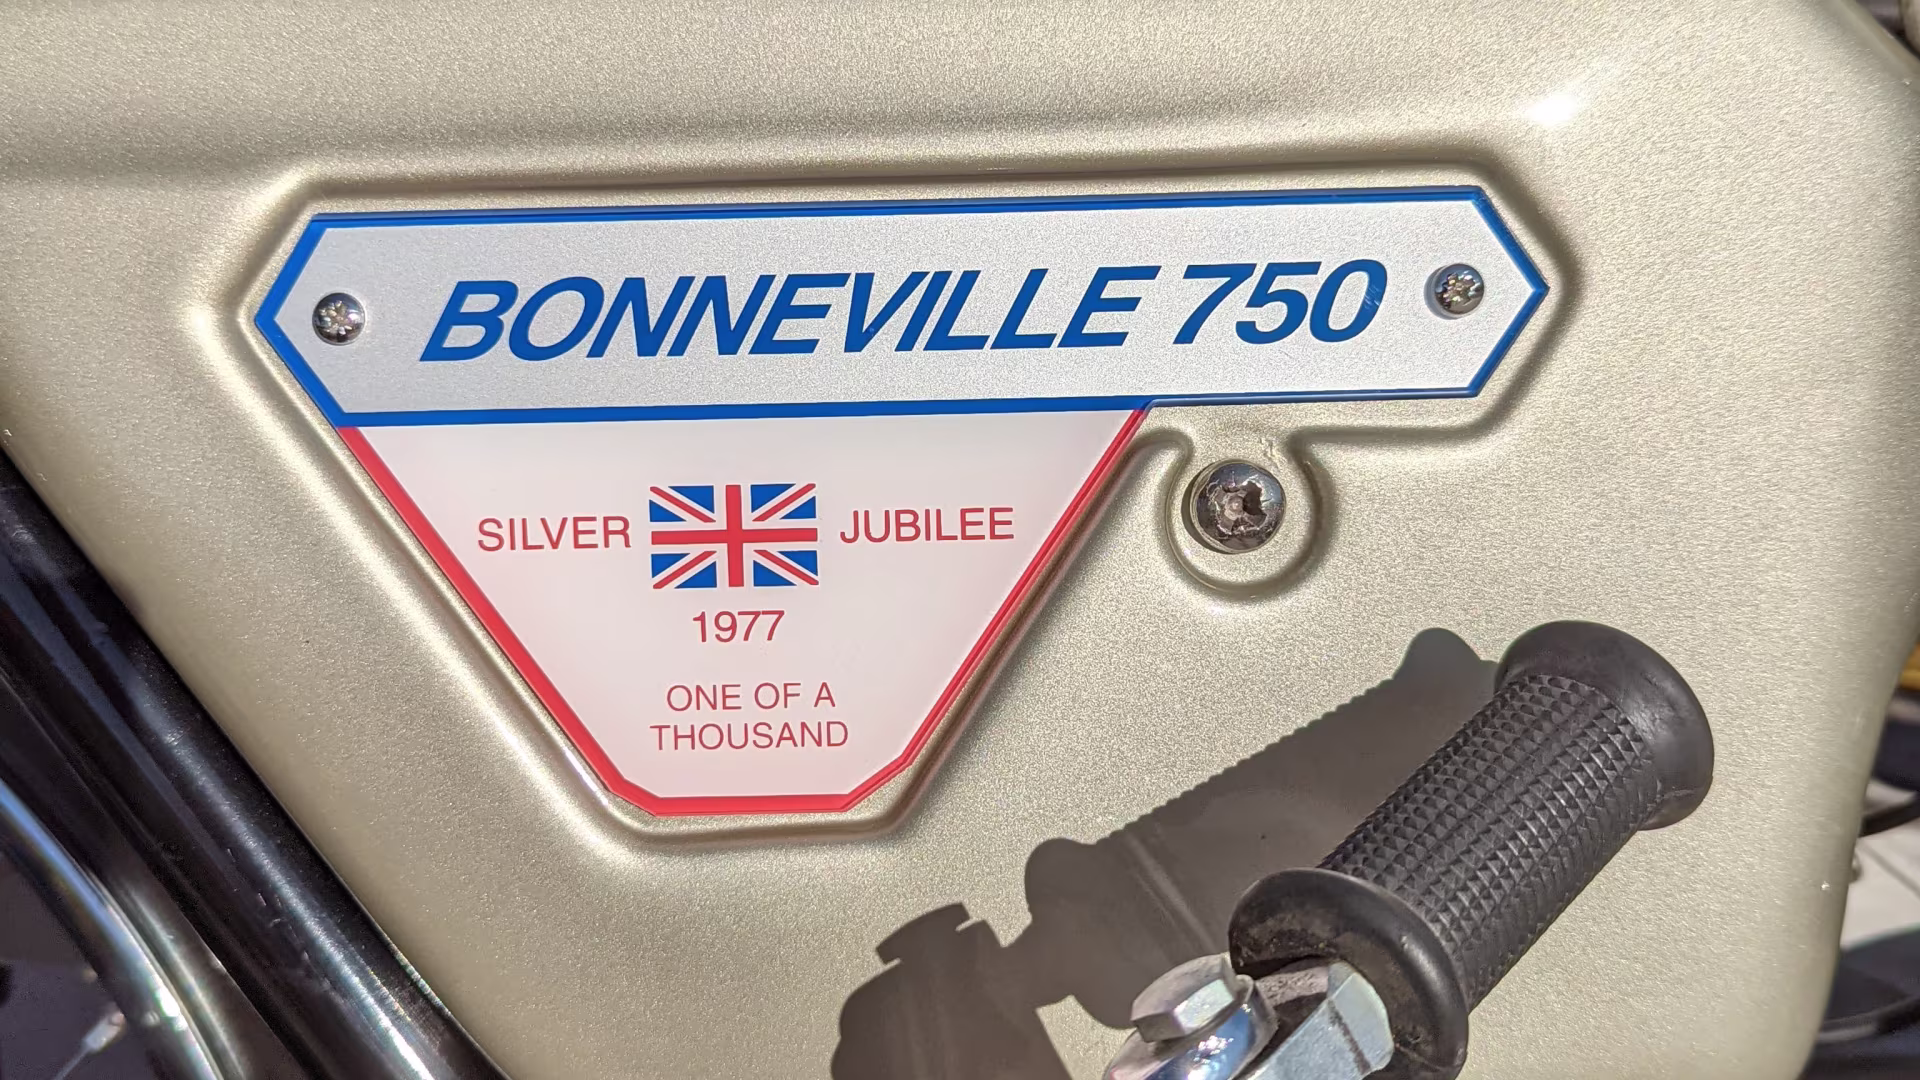 BONNEVILLE 750
SILVER JUBILEE
1977
ONE OF A
THOUSAND